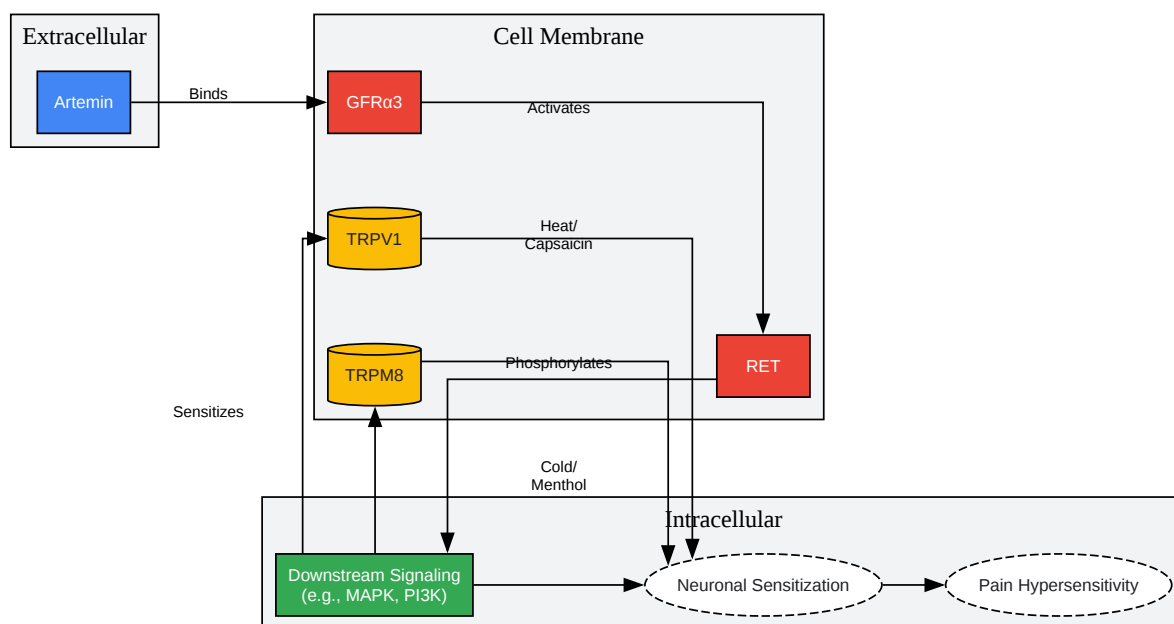 Extracellular
Cell Membrane
Artemin
Binds
GFRα3
Activates
TRPV1
Heat/
Capsaicin
TRPM8
Phosphorylates
RET
Sensitizes
Cold/
Menthol
Intracellular
Downstream Signaling
(e.g., MAPK, PI3K)
Neuronal Sensitization
Pain Hypersensitivity